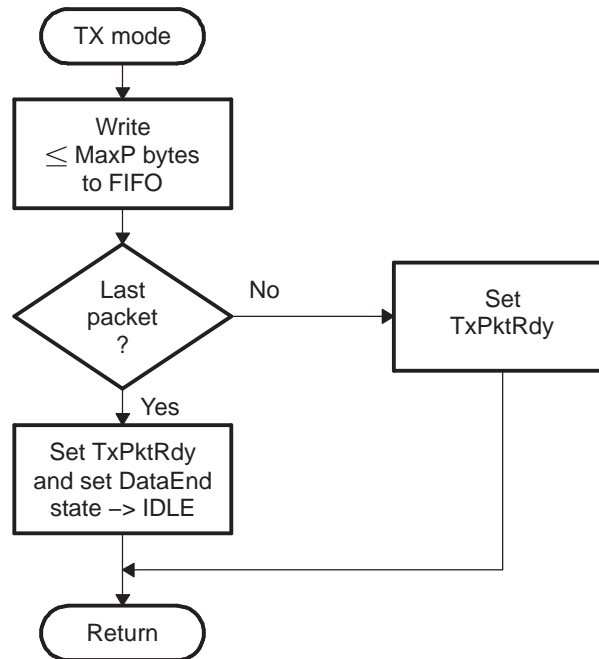 TX mode
Write
≤ MaxP bytes
to FIFO
Last
packet
?
No
Set
TxPktRdy
Yes
Set TxPktRdy
and set DataEnd
state –> IDLE
Return